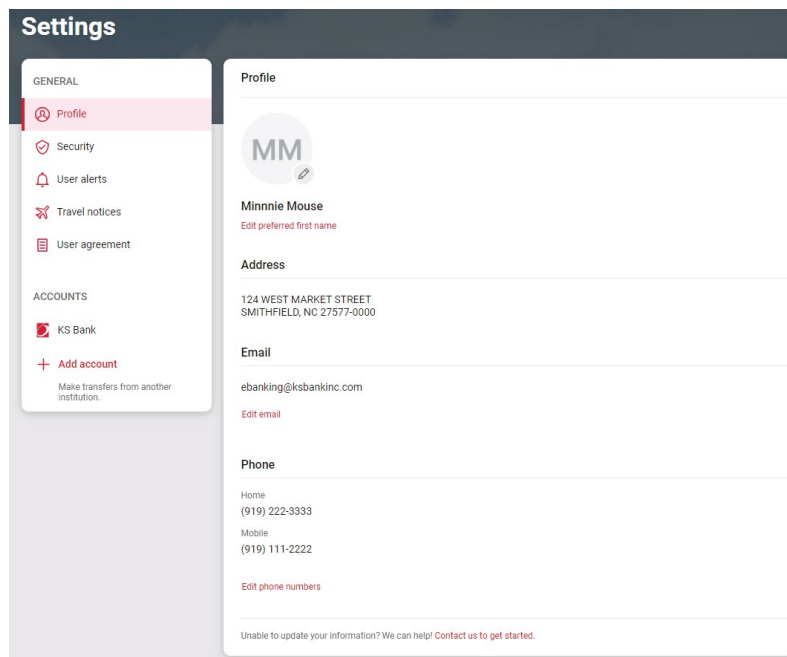 Settings
GENERAL
Profile
Security
User alerts
Travel notices
User agreement
ACCOUNTS
KS Bank
Add account
Make transfers from another
institution.
Profile
MM
Minnnie Mouse
Edit preferred first name
Address
124 WEST MARKET STREET
SMITHFIELD, NC 27577-0000
Email
ebanking@ksbankinc.com
Edit email
Phone
Home
(919) 222-3333
Mobile
(919) 111-2222
Edit phone numbers
Unable to update your information? We can help! Contact us to get started.